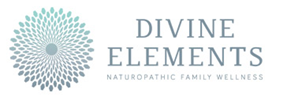 DIVINE
ELEMENTS
NATUROPATHIC FAMILY WELLNESS